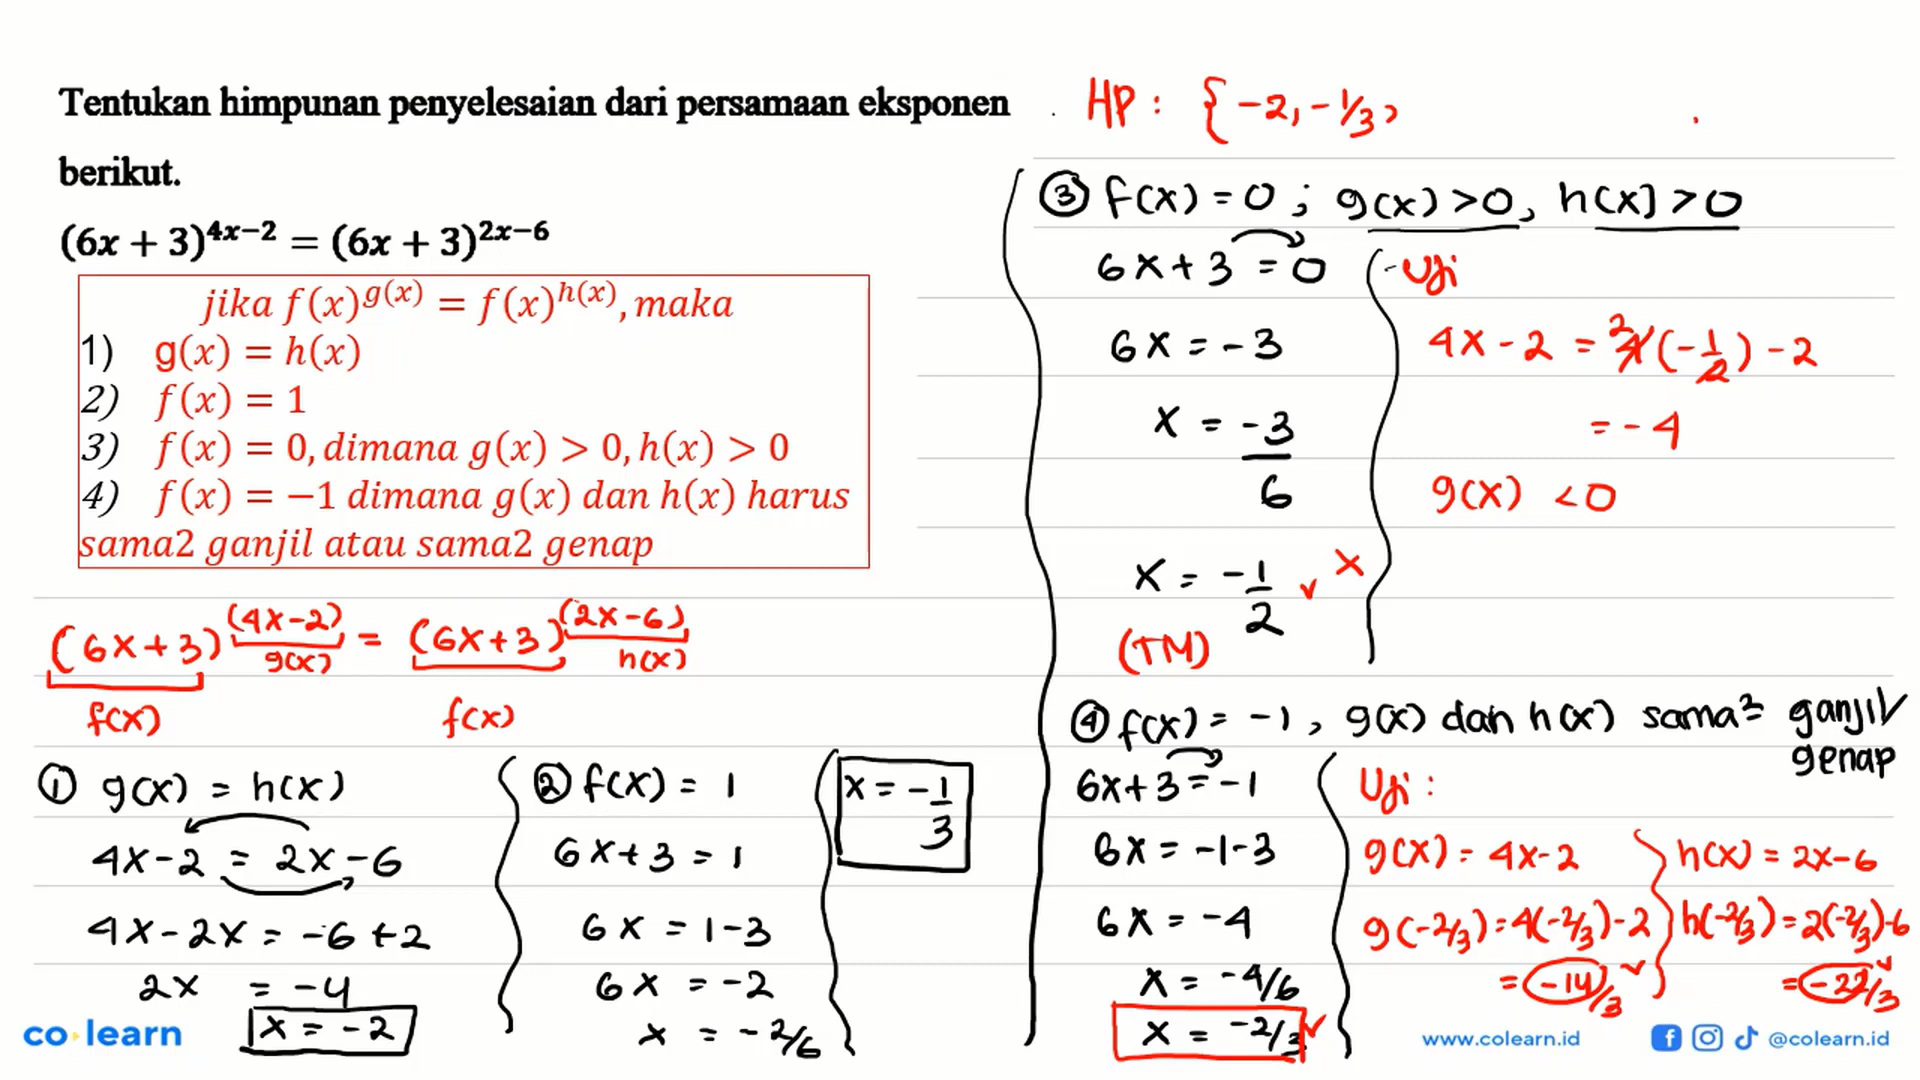 Tentukan himpunan penyelesaian dari persamaan eksponen
berikut.
(6x + 3)^{4x-2} = (6x + 3)^{2x-6}
jika f(x)^{g(x)} = f(x)^{h(x)}, maka
1) g(x) = h(x)
2) f(x) = 1
3) f(x) = 0, dimana g(x) > 0, h(x) > 0
4) f(x) = −1 dimana g(x) dan h(x) harus
sama2 ganjil atau sama2 genap
(6x+3)^{(4x-2)} = (6x+3)^{(2x-6)}
g(x) h(x)
f(x) f(x)
① g(x) = h(x)
4x-2 = 2x-6
4x-2x = -6+2
2x = -4
x = -2
② f(x) = 1
6x+3 = 1
6x = 1-3
6x = -2
x = -2/6
x = -1/3
HP : { -2, -1/3,
③ f(x) = 0 ; g(x) >0, h(x) >0
6x+3 = 0
6x = -3
x = -3/6
x = -1/2 ✓ x
(TM)
Uji
4x-2 = 4(-1/2) -2
2 2
= -4
g(x) <0
④ f(x) = -1, g(x) dan h(x) sama² ganjil ✓
genap
6x+3 = -1
6x = -1-3
6x = -4
x = -4/6
x = -2/3 ✓
Uji :
g(x) = 4x-2
g(-2/3) = 4(-2/3)-2
= -14/3 ✓
h(x) = 2x-6
h(-2/3) = 2(-2/3)-6
= -22/3 ✓
co·learn
www.colearn.id
@colearn.id